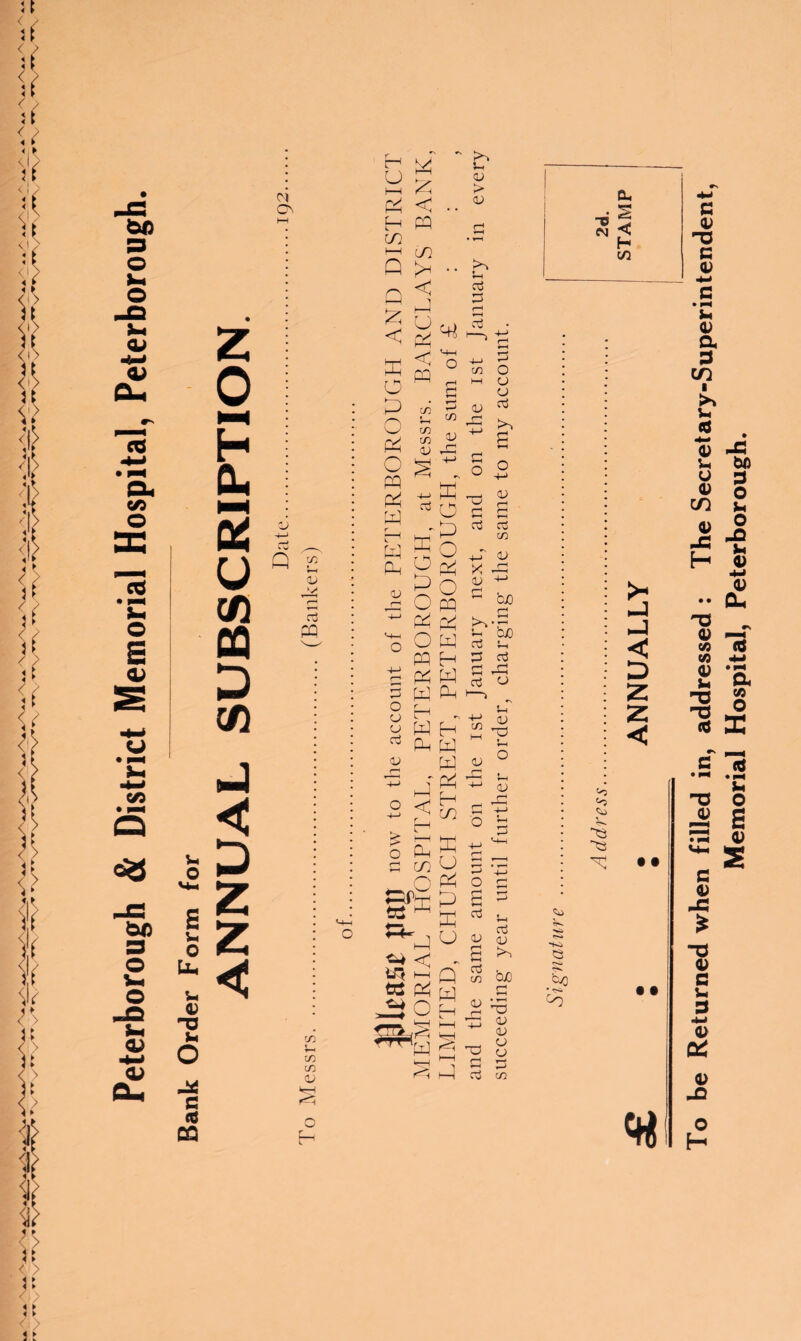 Peterborough & District Memorial Hospital, Peterborough.
Bank Order Form for
ANNUAL SUBSCRIPTION.
Date..............................192.....
To Messrs.......................................... (Bankers)
of..............................
Please pay now to the account of the PETERBOROUGH AND DISTRICT
MEMORIAL HOSPITAL, PETERBOROUGH, at Messrs. BARCLAYS BANK,
LIMITED, CHURCH STREET, PETERBOROUGH, the sum of £ : : ,
and the same amount on the 1st January next, and on the 1st January in every
succeeding year until further order, charging the same to my account.
2d.
STAMP
Signature ..............................
Address..............................
£ : : ANNUALLY
To be Returned when filled in, addressed : The Secretary-Superintendent,
Memorial Hospital, Peterborough.